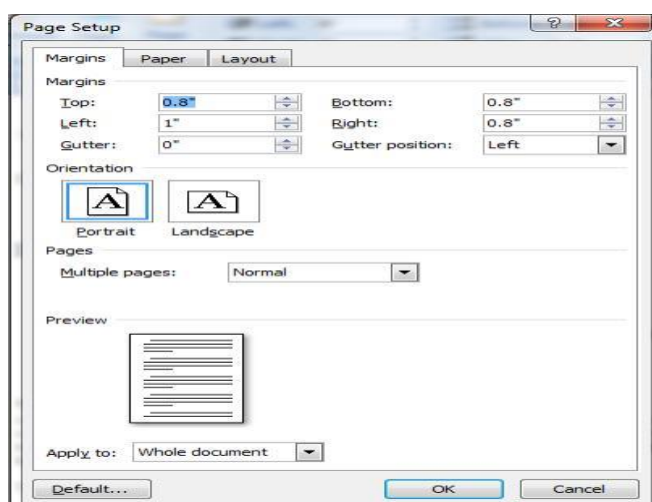 Page Setup
Margins Paper Layout
Margins
Top: 0.8" Bottom: 0.8"
Left: 1" Right: 0.8"
Gutter: 0" Gutter position: Left
Orientation
A A
Portrait Landscape
Pages
Multiple pages: Normal
Preview
Apply to: Whole document
Default... OK Cancel